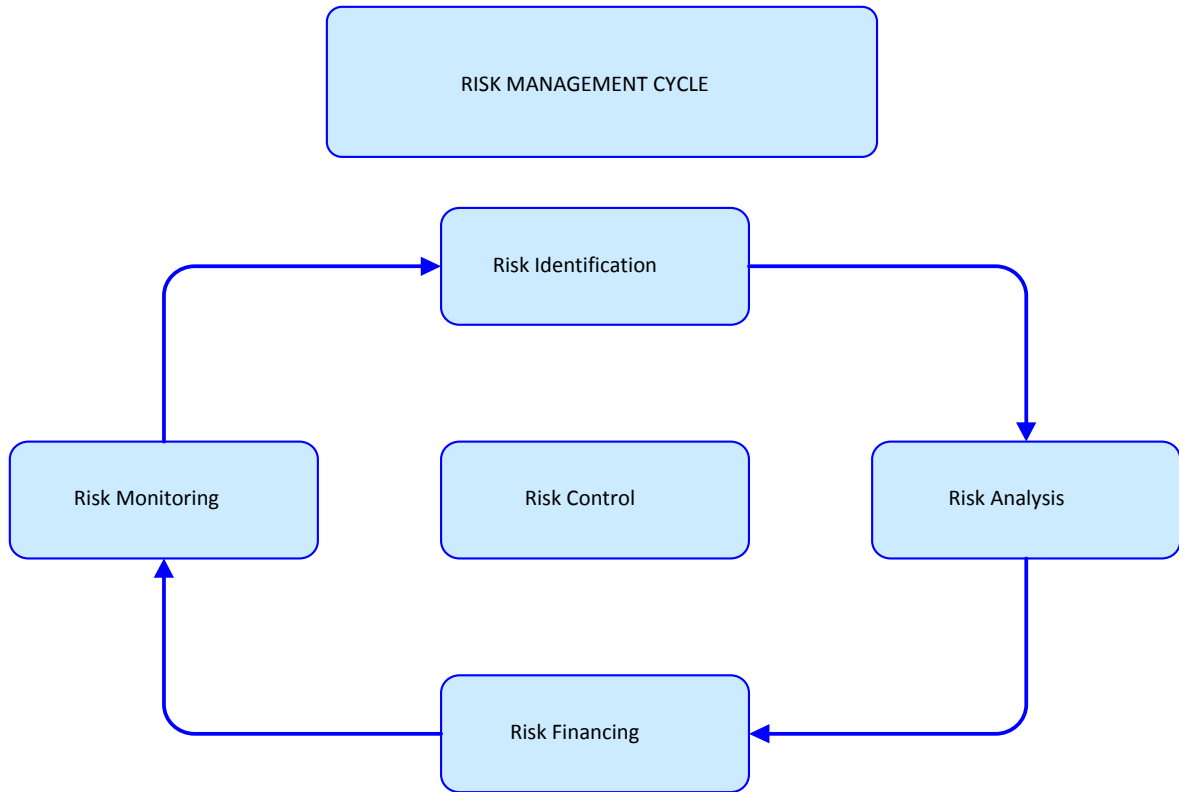 RISK MANAGEMENT CYCLE
Risk Identification
Risk Monitoring
Risk Control
Risk Analysis
Risk Financing